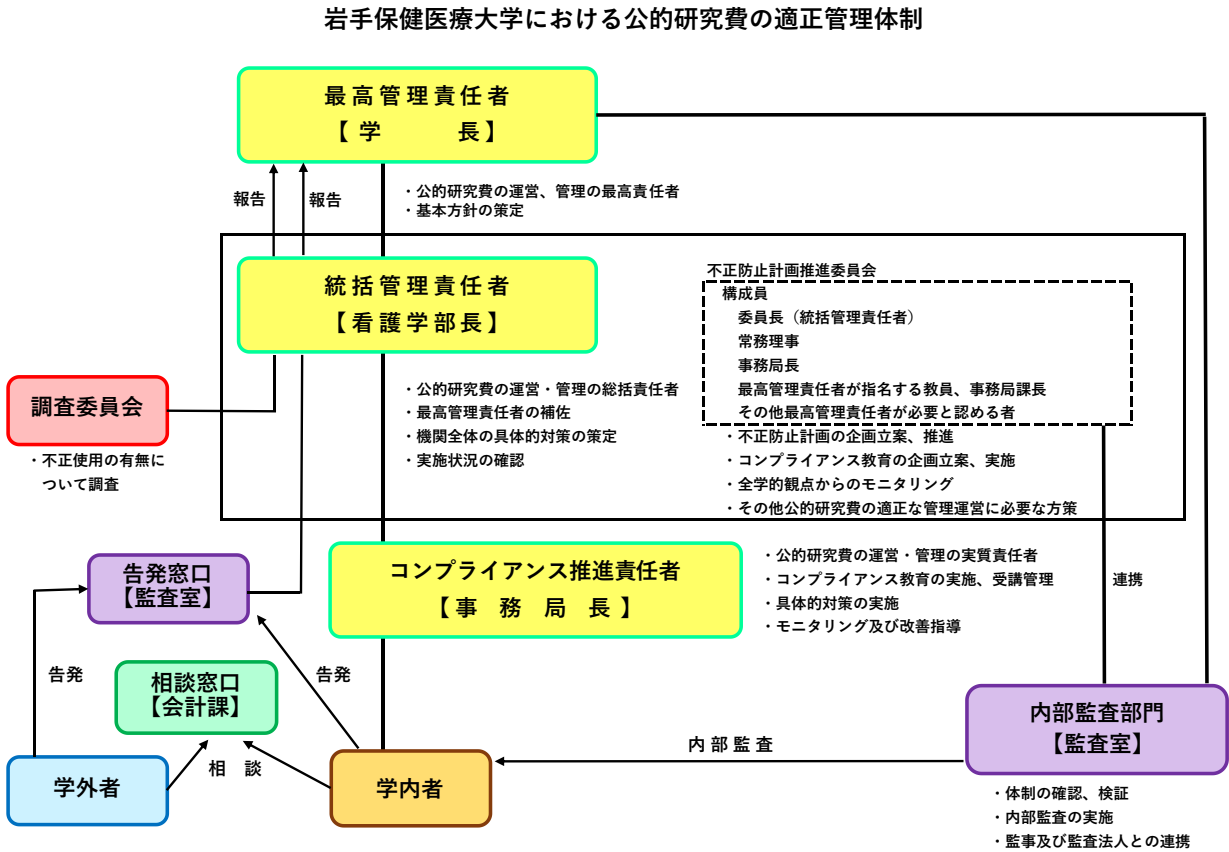 岩手保健医療大学における公的研究費の適正管理体制
最高管理責任者
【 学　　　長 】
報告
報告
・公的研究費の運営、管理の最高責任者
・基本方針の策定
統括管理責任者
【看護学部長】
・公的研究費の運営・管理の総括責任者
・最高管理責任者の補佐
・機関全体の具体的対策の策定
・実施状況の確認
不正防止計画推進委員会
構成員
委員長（統括管理責任者）
常務理事
事務局長
最高管理責任者が指名する教員、事務局課長
その他最高管理責任者が必要と認める者
・不正防止計画の企画立案、推進
・コンプライアンス教育の企画立案、実施
・全学的観点からのモニタリング
・その他公的研究費の適正な管理運営に必要な方策
調査委員会
・不正使用の有無に
ついて調査
告発窓口
【監査室】
コンプライアンス推進責任者
【 事　務　局　長 】
・公的研究費の運営・管理の実質責任者
・コンプライアンス教育の実施、受講管理
・具体的対策の実施
・モニタリング及び改善指導
連携
告発
告発
相談窓口
【会計課】
相　談
学外者
学内者
内部監査
内部監査部門
【監査室】
・体制の確認、検証
・内部監査の実施
・監事及び監査法人との連携